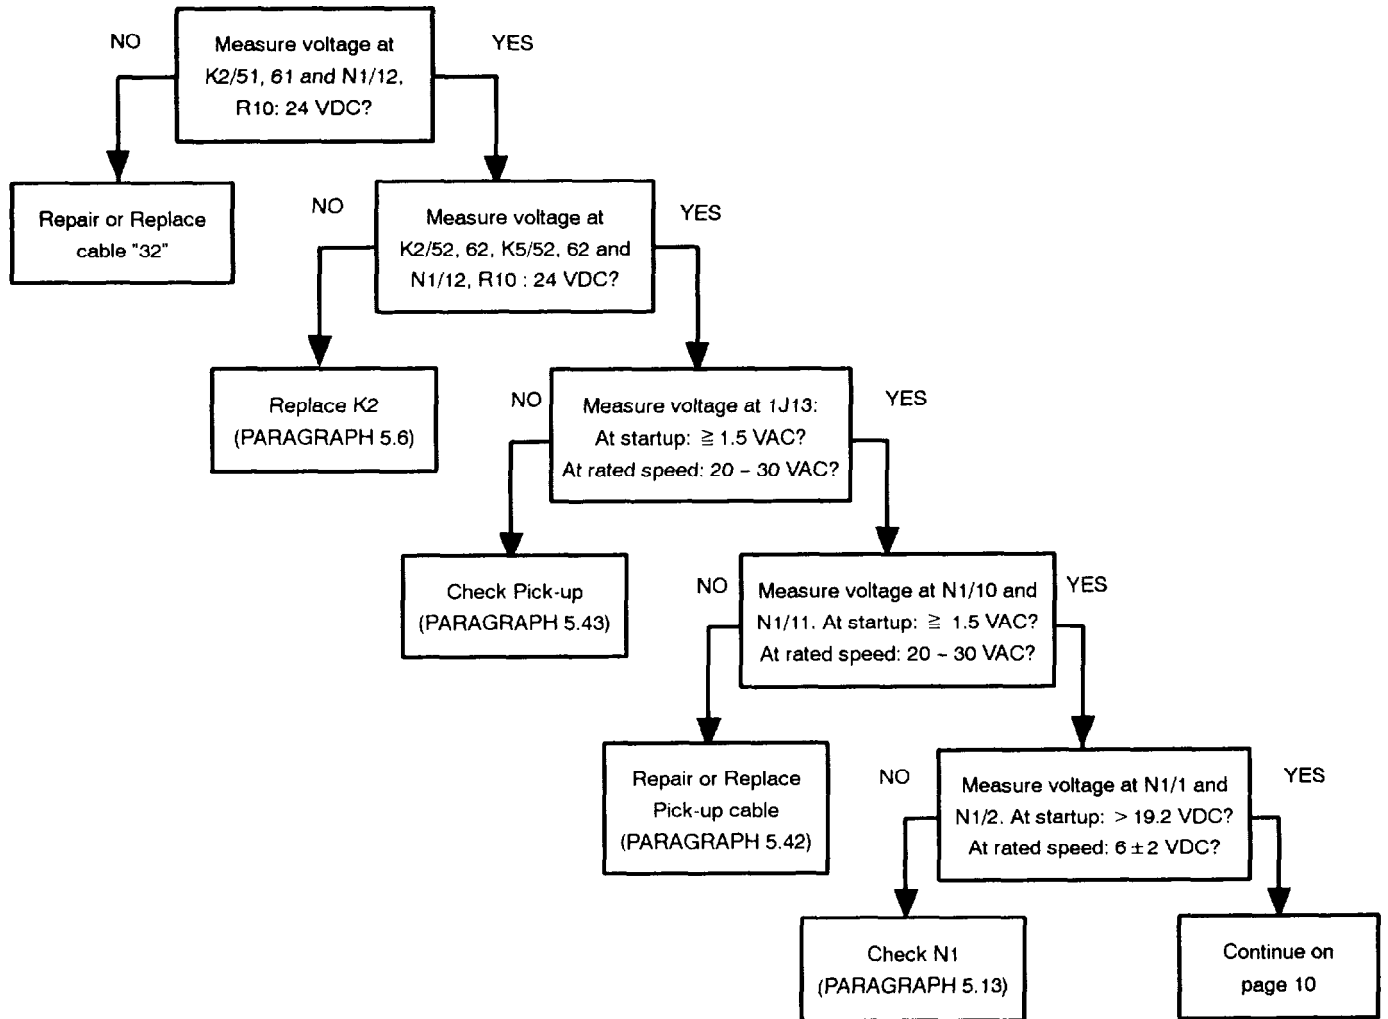 NO
Measure voltage at
K2/51, 61 and N1/12,
R10: 24 VDC?
YES
Repair or Replace
cable "32"
NO
Measure voltage at
K2/52, 62, K5/52, 62 and
N1/12, R10 : 24 VDC?
YES
Replace K2
(PARAGRAPH 5.6)
NO
Measure voltage at 1J13:
At startup: ≧ 1.5 VAC?
At rated speed: 20 – 30 VAC?
YES
Check Pick-up
(PARAGRAPH 5.43)
NO
Measure voltage at N1/10 and
N1/11. At startup: ≧ 1.5 VAC?
At rated speed: 20 – 30 VAC?
YES
Repair or Replace
Pick-up cable
(PARAGRAPH 5.42)
NO
Measure voltage at N1/1 and
N1/2. At startup: > 19.2 VDC?
At rated speed: 6 ± 2 VDC?
YES
Check N1
(PARAGRAPH 5.13)
Continue on
page 10